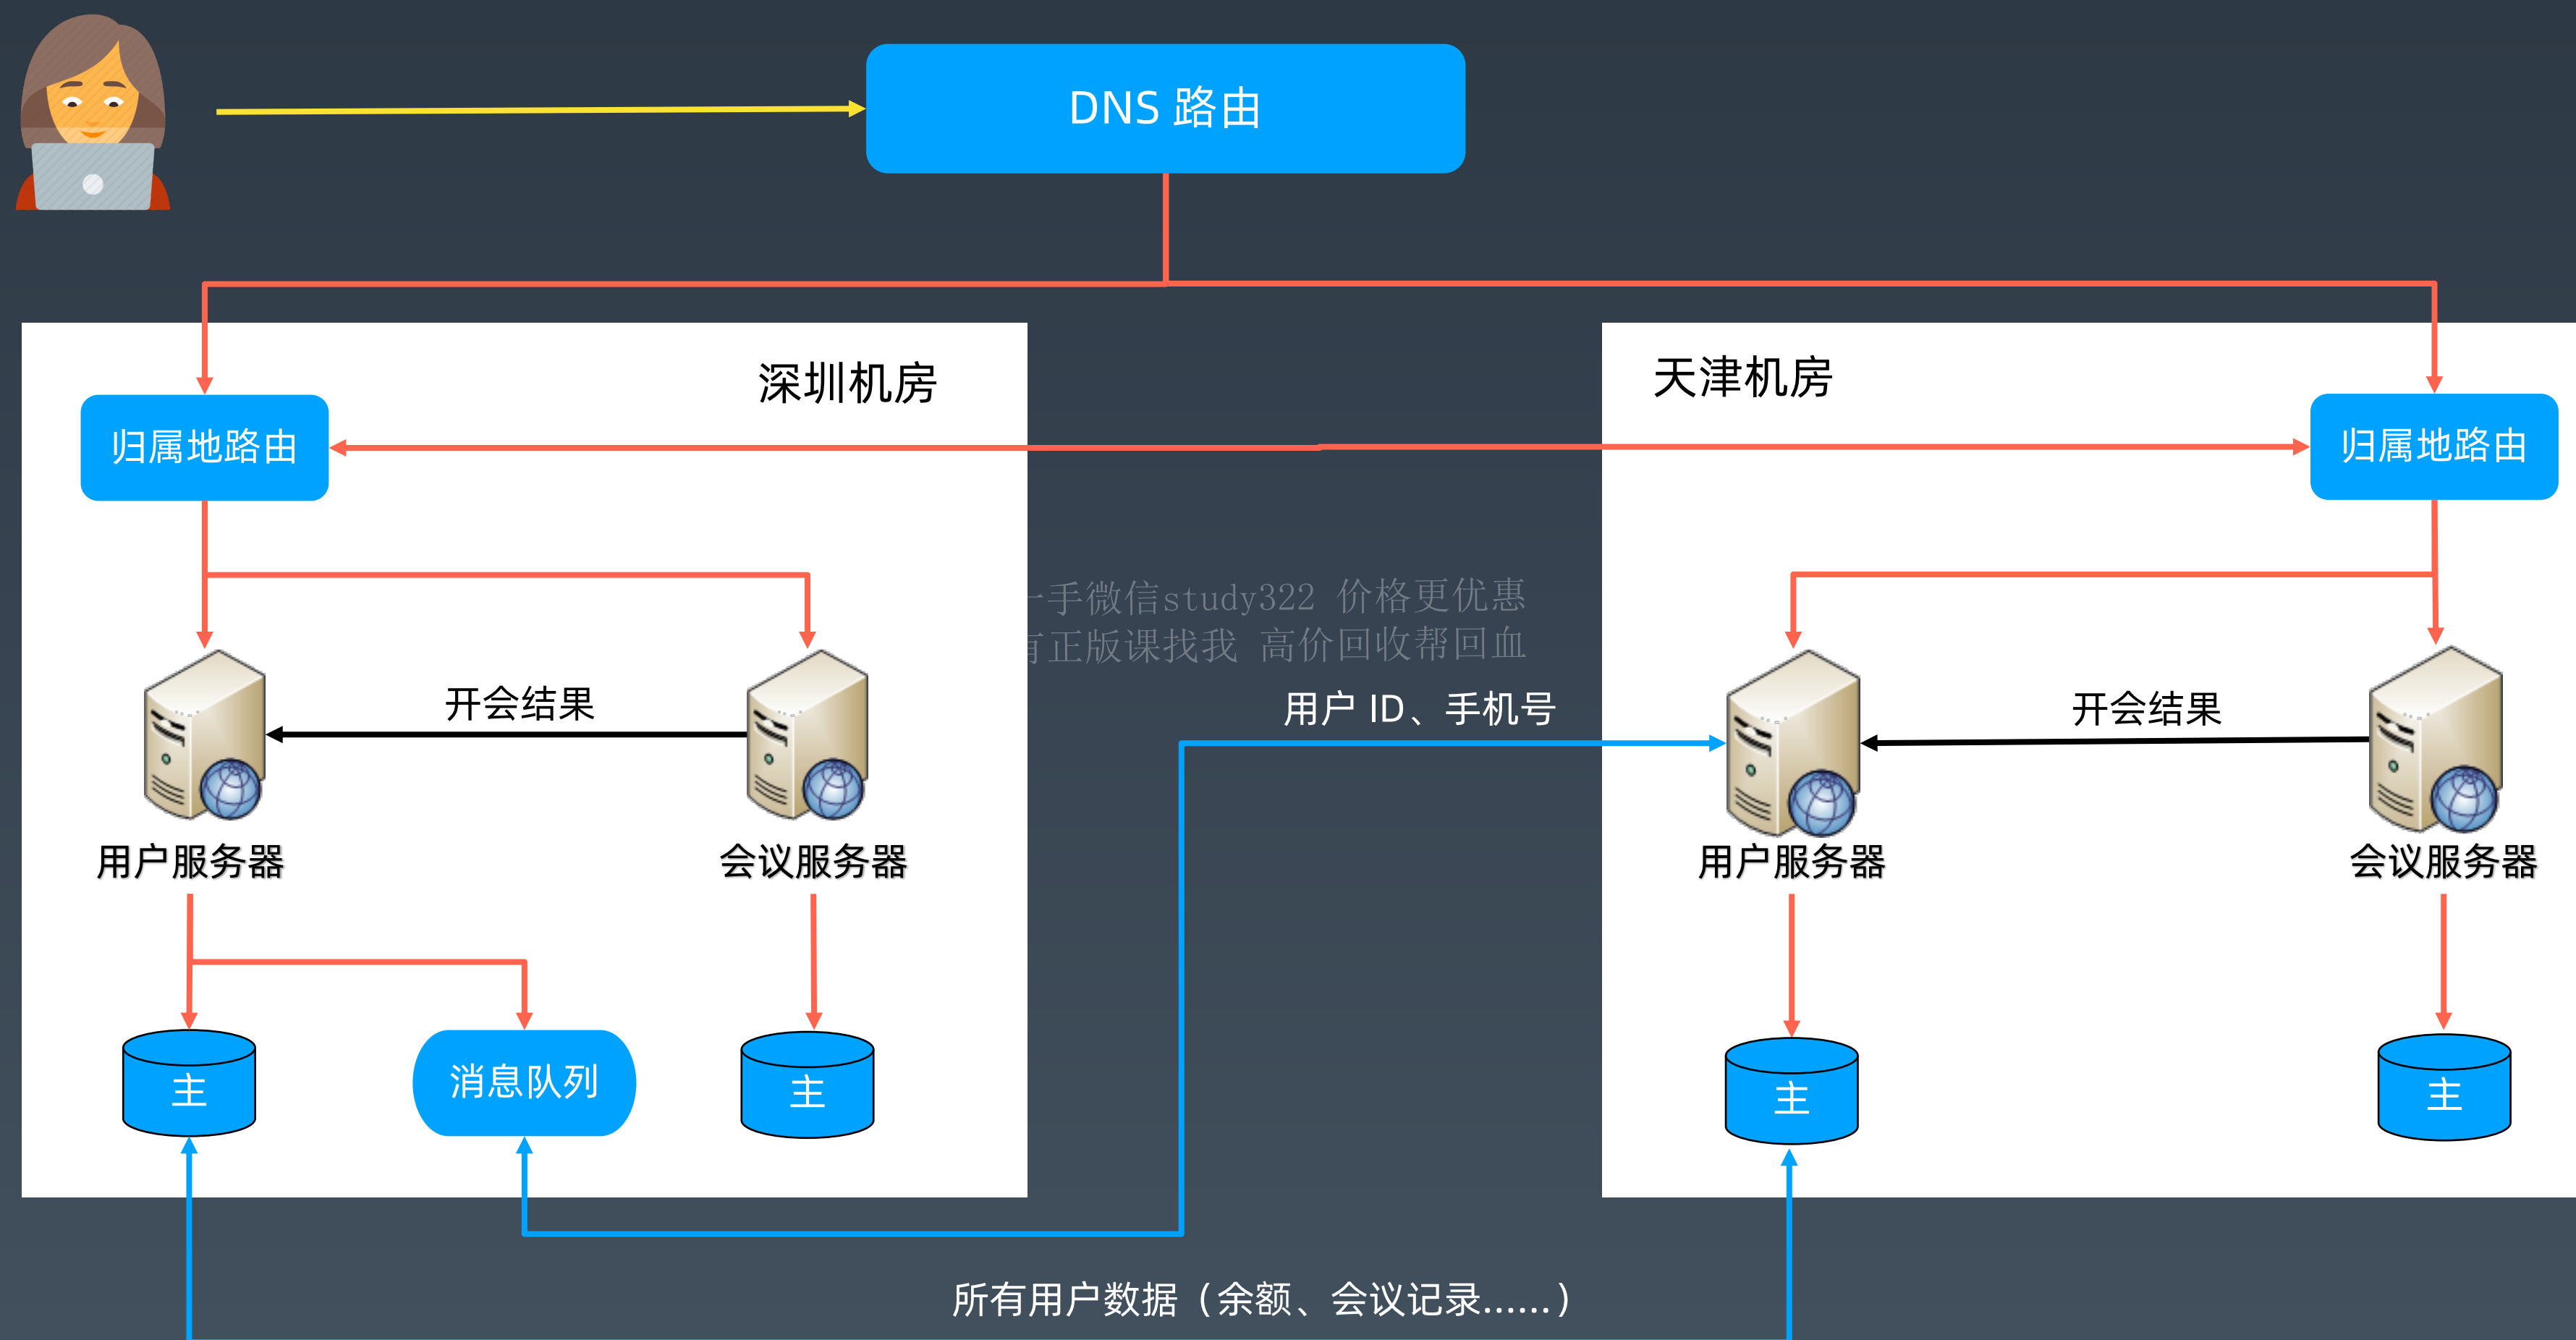 DNS 路由
深圳机房
天津机房
归属地路由
归属地路由
一手微信study322 价格更优惠
有正版课找我 高价回收帮回血
开会结果
用户 ID、手机号
开会结果
用户服务器
会议服务器
用户服务器
会议服务器
主
消息队列
主
主
主
所有用户数据（余额、会议记录......）